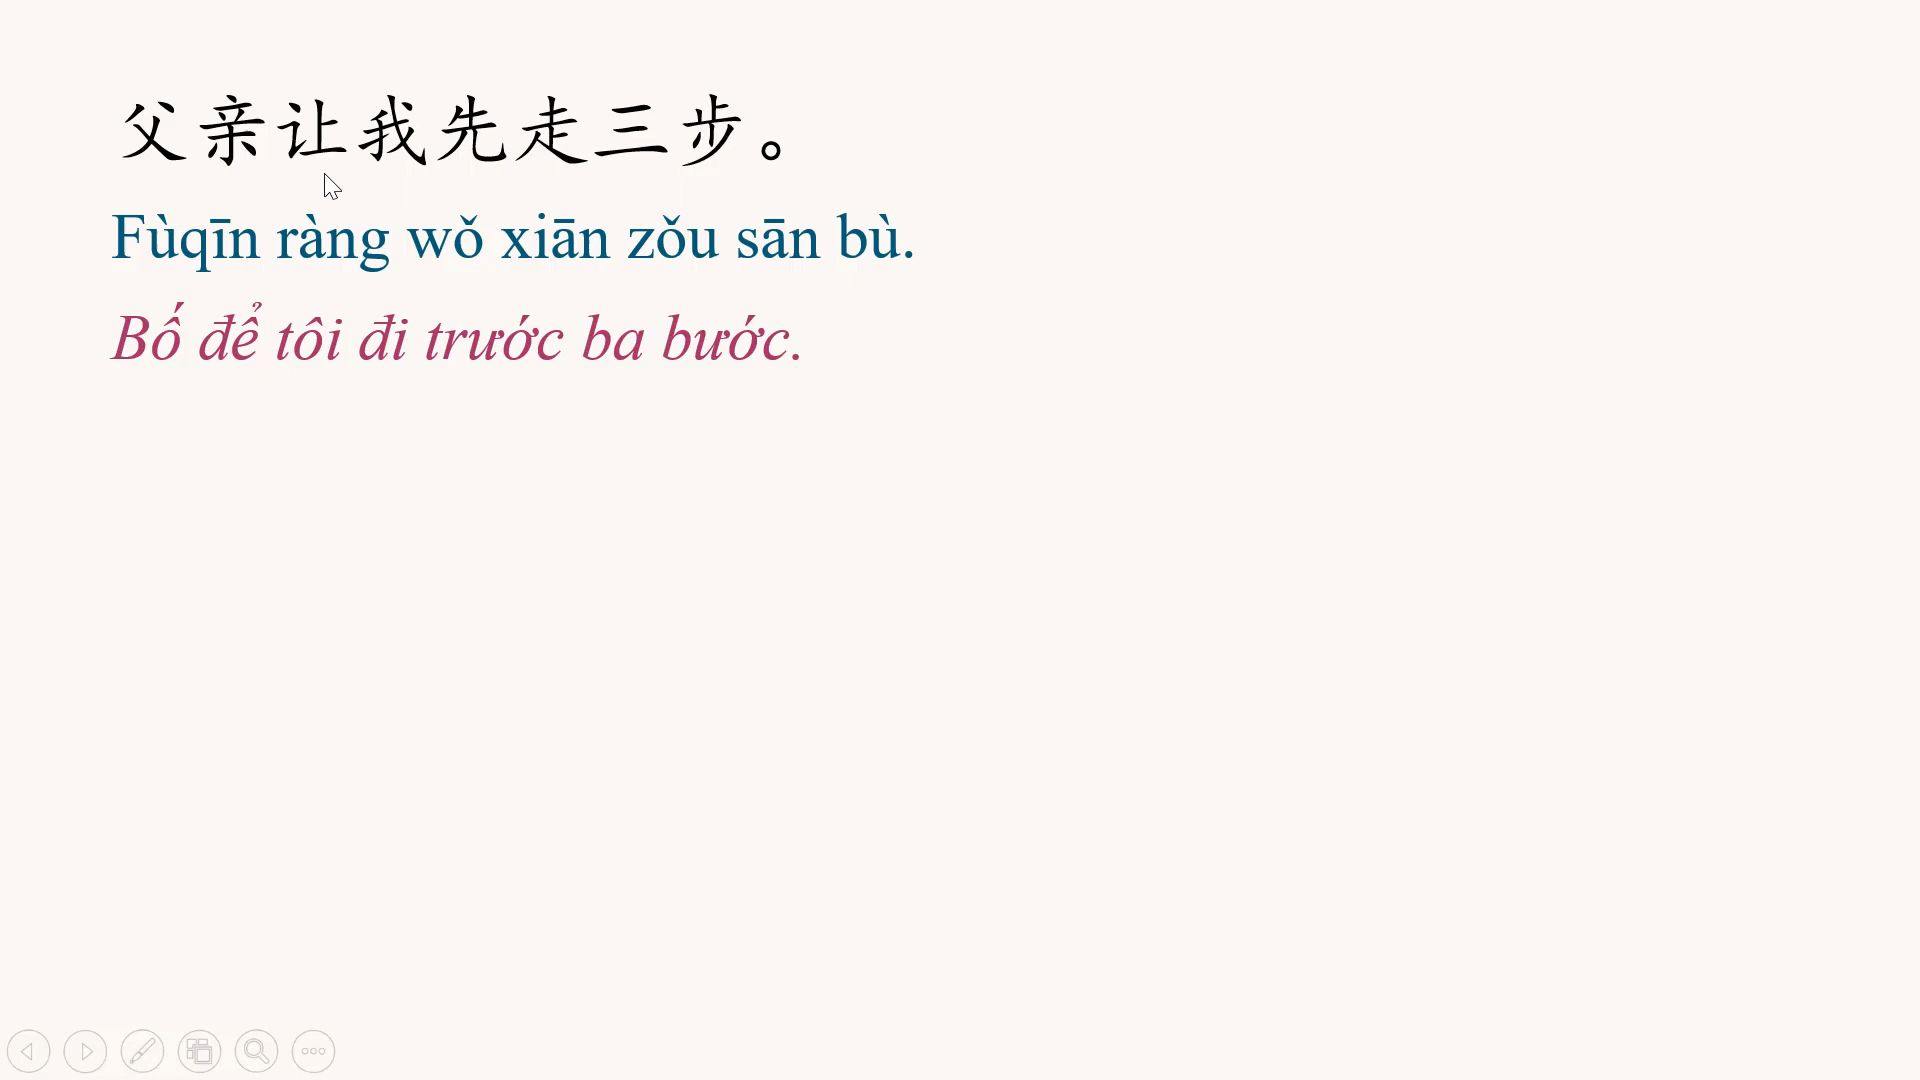 父亲让我先走三步。
Fùqīn ràng wǒ xiān zǒu sān bù.
Bố để tôi đi trước ba bước.